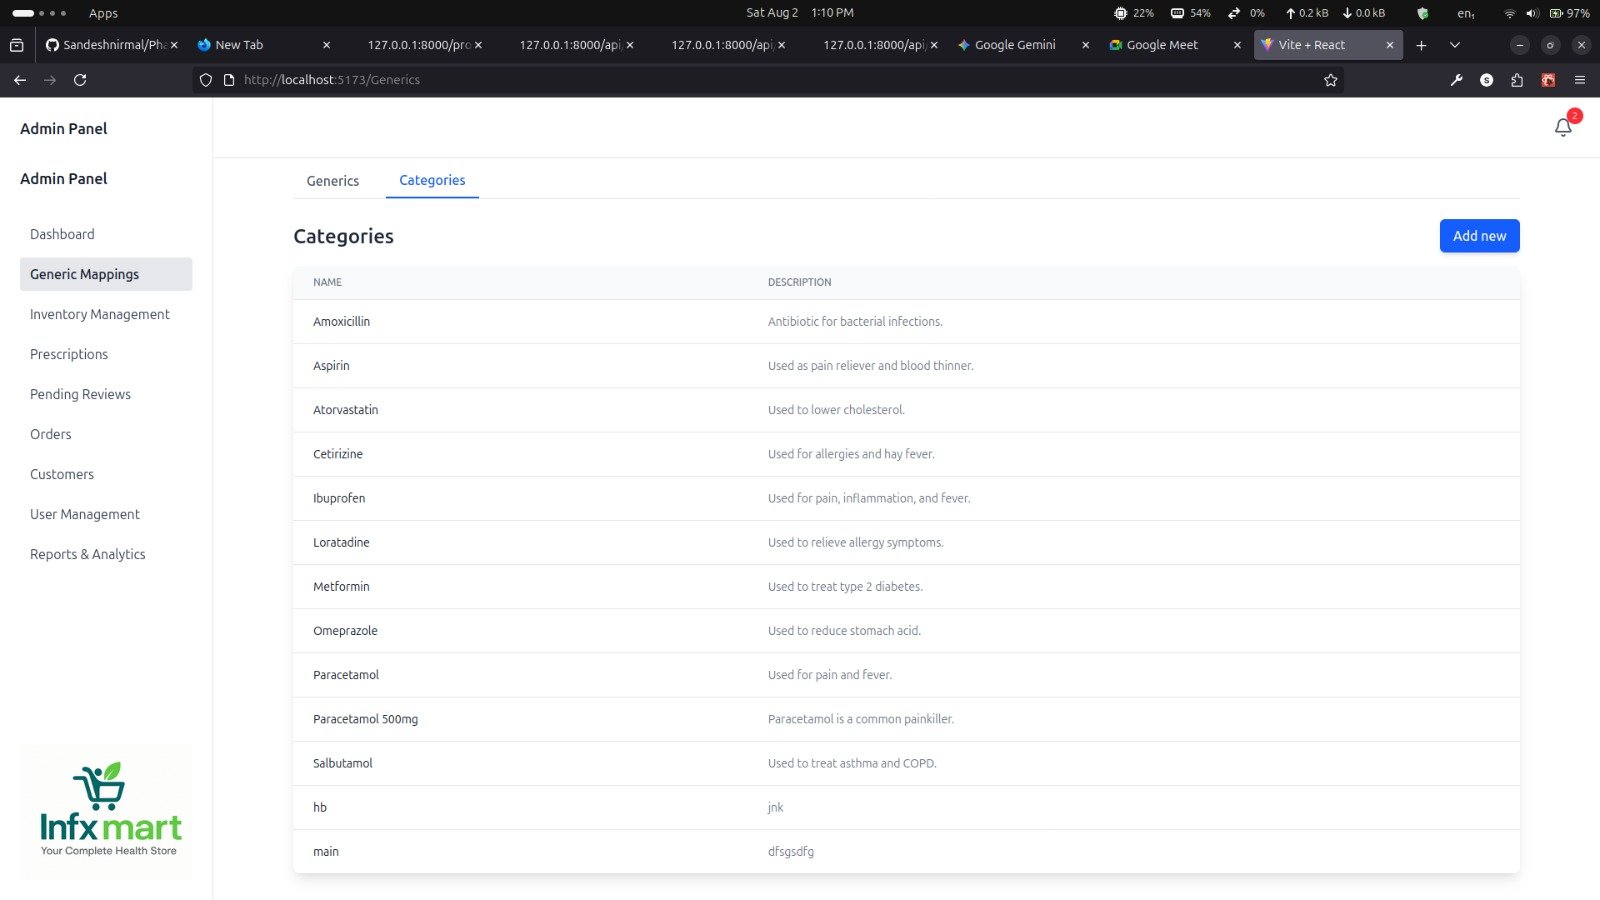 Apps
Sat Aug 2 1:10 PM
22% 54% 0% 0.2 kB 0.0 kB en₁ 97%
Sandeshnirmal/Pha New Tab 127.0.0.1:8000/pro 127.0.0.1:8000/api, 127.0.0.1:8000/api, 127.0.0.1:8000/api, Google Gemini Google Meet Vite + React
http://localhost:5173/Generics
Admin Panel
2
Admin Panel
Dashboard
Generic Mappings
Inventory Management
Prescriptions
Pending Reviews
Orders
Customers
User Management
Reports & Analytics
Infxmart
Your Complete Health Store
Generics Categories
Categories
Add new
NAME DESCRIPTION
Amoxicillin Antibiotic for bacterial infections.
Aspirin Used as pain reliever and blood thinner.
Atorvastatin Used to lower cholesterol.
Cetirizine Used for allergies and hay fever.
Ibuprofen Used for pain, inflammation, and fever.
Loratadine Used to relieve allergy symptoms.
Metformin Used to treat type 2 diabetes.
Omeprazole Used to reduce stomach acid.
Paracetamol Used for pain and fever.
Paracetamol 500mg Paracetamol is a common painkiller.
Salbutamol Used to treat asthma and COPD.
hb jnk
main dfsgsdfg